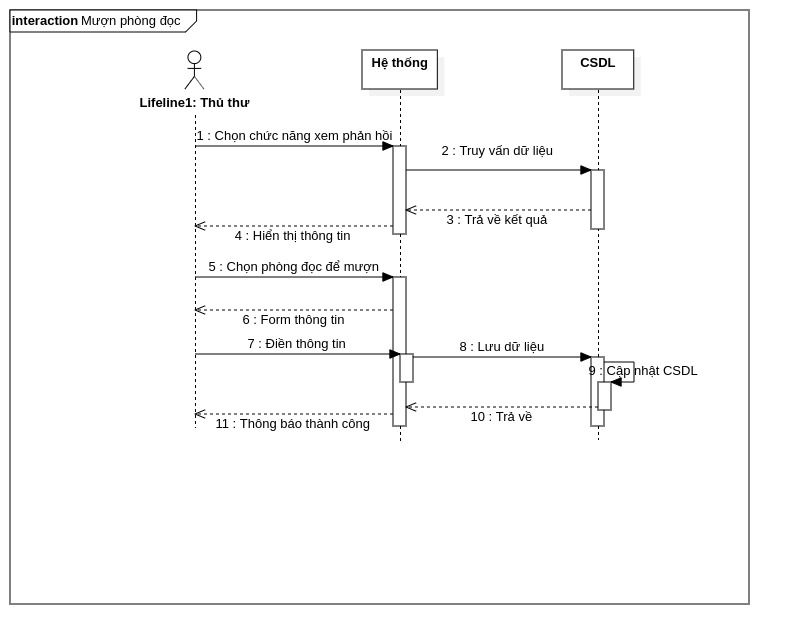 interaction Mượn phòng đọc
Hệ thống
CSDL
Lifeline1: Thủ thư
1 : Chọn chức năng xem phản hồi
2 : Truy vấn dữ liệu
3 : Trả về kết quả
4 : Hiển thị thông tin
5 : Chọn phòng đọc để mượn
6 : Form thông tin
7 : Điền thông tin
8 : Lưu dữ liệu
9 : Cập nhật CSDL
10 : Trả về
11 : Thông báo thành công